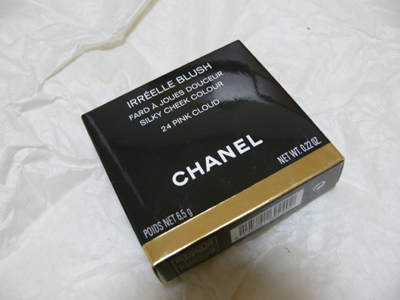 IRRÉELLE BLUSH
FARD À JOUES DOUCEUR
SILKY CHEEK COLOUR
24 PINK CLOUD
CHANEL
POIDS NET 6,5 g
NET WT. 0.22 OZ.